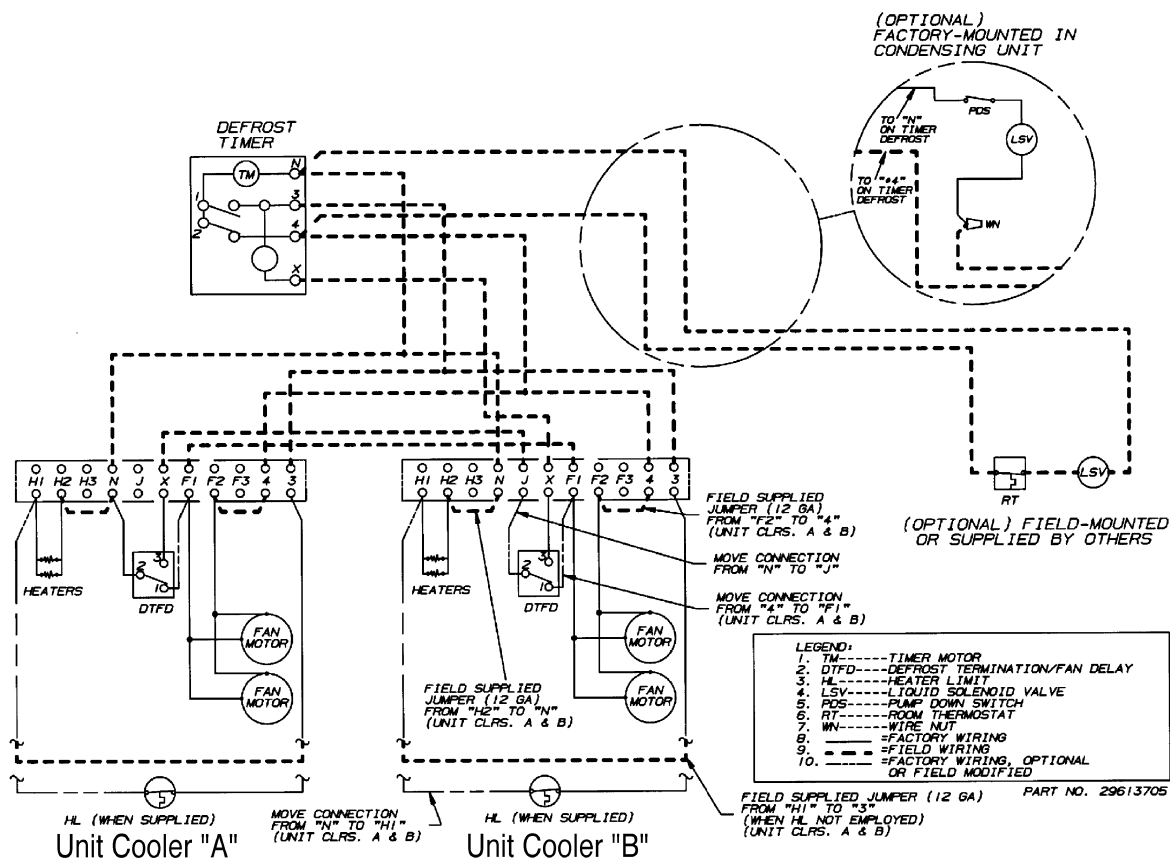 (OPTIONAL)
FACTORY-MOUNTED IN
CONDENSING UNIT
TO "N"
ON TIMER
DEFROST
PDS
LSV
TO "*4"
ON TIMER
DEFROST
WN
DEFROST
TIMER
TM
N
1
3
2
4
X
H1 H2 H3 N J X F1 F2 F3 4 3
H1 H2 H3 N J X F1 F2 F3 4 3
RT
LSV
(OPTIONAL) FIELD-MOUNTED
OR SUPPLIED BY OTHERS
FIELD SUPPLIED
JUMPER (12 GA)
FROM "F2" TO "4"
(UNIT CLRS. A & B)
MOVE CONNECTION
FROM "N" TO "J"
MOVE CONNECTION
FROM "4" TO "F1"
(UNIT CLRS. A & B)
HEATERS
2
3
1
DTFD
FAN
MOTOR
FAN
MOTOR
HEATERS
2
3
1
DTFD
FAN
MOTOR
FAN
MOTOR
FIELD SUPPLIED
JUMPER (12 GA)
FROM "H2" TO "N"
(UNIT CLRS. A & B)
LEGEND:
1. TM------TIMER MOTOR
2. DTFD----DEFROST TERMINATION/FAN DELAY
3. HL------HEATER LIMIT
4. LSV-----LIQUID SOLENOID VALVE
5. PDS-----PUMP DOWN SWITCH
6. RT------ROOM THERMOSTAT
7. WN------WIRE NUT
8. =FACTORY WIRING
9. =FIELD WIRING
10. =FACTORY WIRING, OPTIONAL
OR FIELD MODIFIED
PART NO. 29613705
FIELD SUPPLIED JUMPER (12 GA)
FROM "H1" TO "3"
(WHEN HL NOT EMPLOYED)
(UNIT CLRS. A & B)
HL (WHEN SUPPLIED)
MOVE CONNECTION
FROM "N" TO "H1"
(UNIT CLRS. A & B)
HL (WHEN SUPPLIED)
Unit Cooler "A"
Unit Cooler "B"